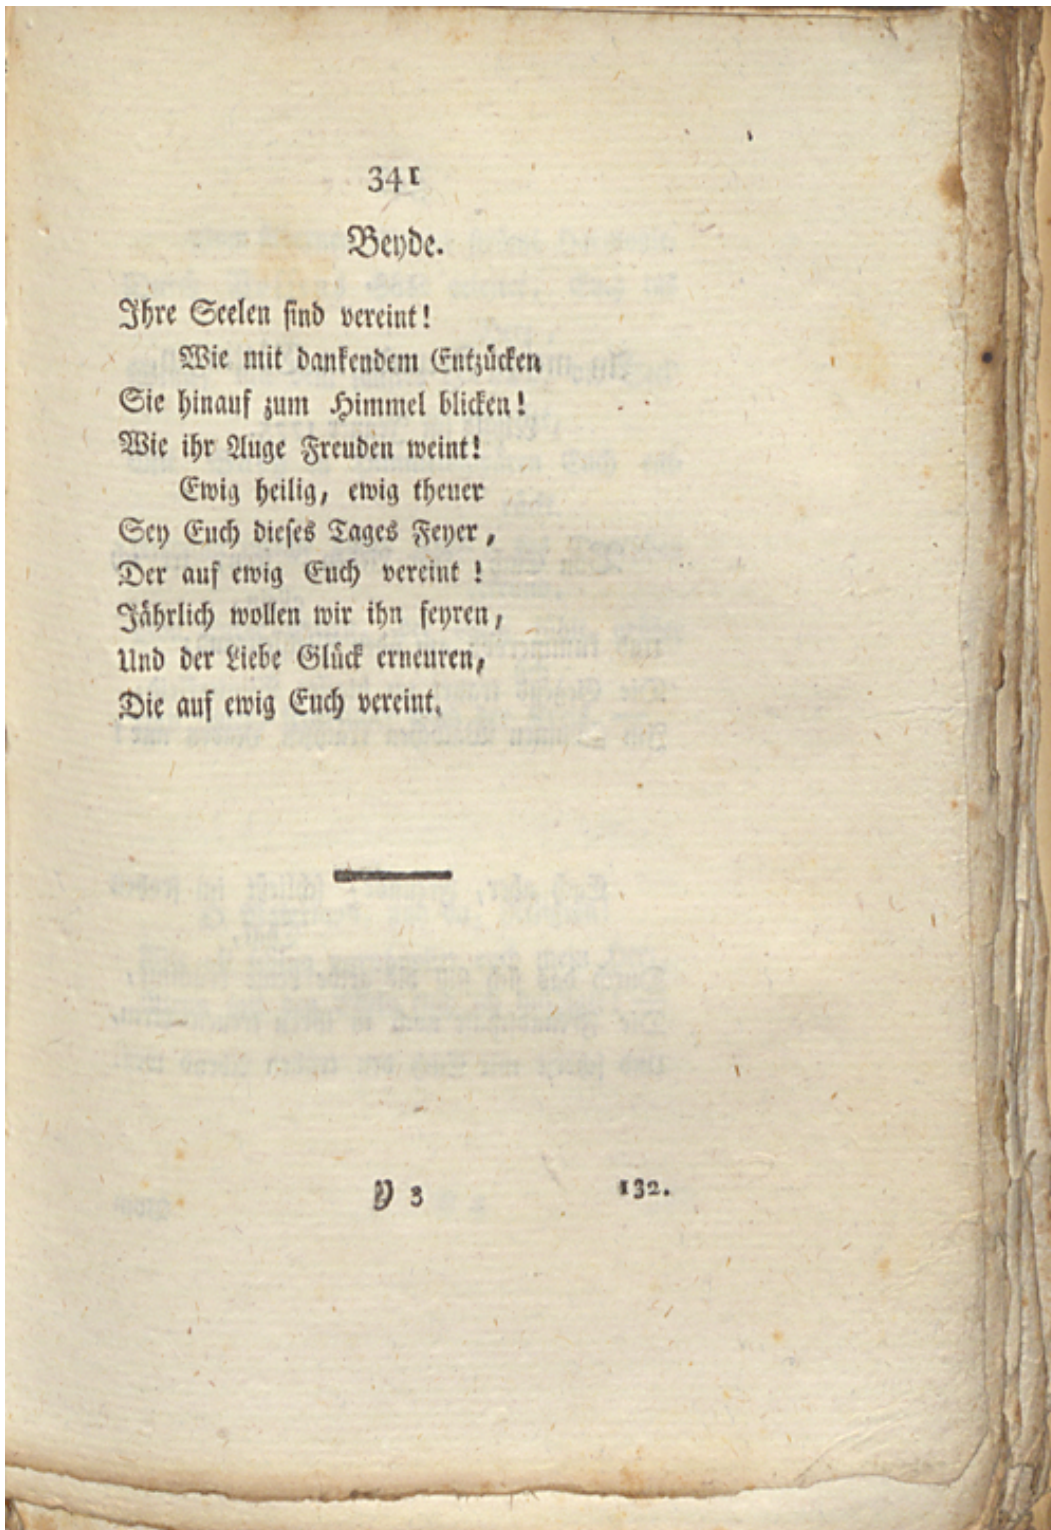 341
Beyde.
Ihre Seelen sind vereint!
Wie mit dankendem Entzücken
Sie hinauf zum Himmel blicken!
Wie ihr Auge Freuden weint!
Ewig heilig, ewig theuer
Sey Euch dieses Tages Feyer,
Der auf ewig Euch vereint!
Jährlich wollen wir ihn feyren,
Und der Liebe Glück erneuren,
Die auf ewig Euch vereint.
Y 3 132.